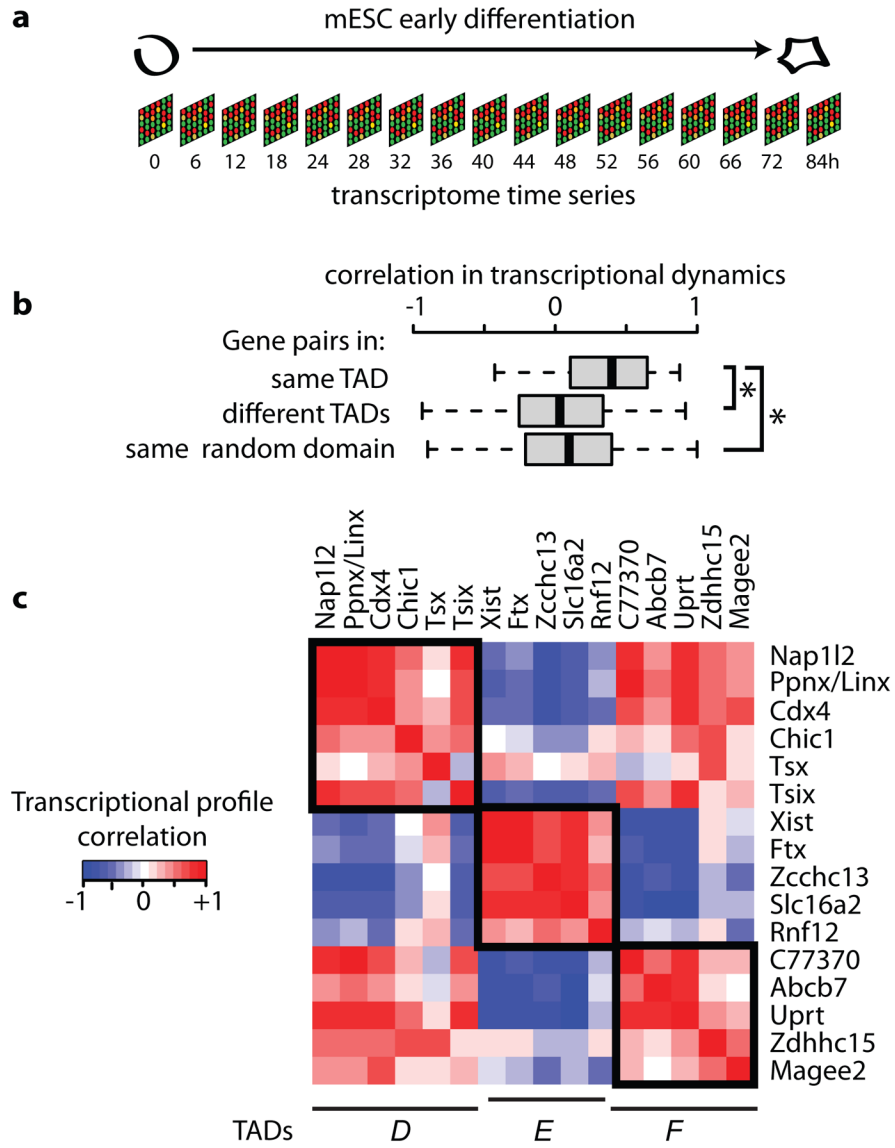 a
mESC early differentiation
0 6 12 18 24 28 32 36 40 44 48 52 56 60 66 72 84h
transcriptome time series
b
correlation in transcriptional dynamics
-1 0 1
Gene pairs in:
same TAD
different TADs
same random domain
*
*
c
Nap1l2
Ppnx/Linx
Cdx4
Chic1
Tsx
Tsix
Xist
Ftx
Zcchc13
Slc16a2
Rnf12
C77370
Abcb7
Uprt
Zdhhc15
Magee2
Nap1l2
Ppnx/Linx
Cdx4
Chic1
Tsx
Tsix
Xist
Ftx
Zcchc13
Slc16a2
Rnf12
C77370
Abcb7
Uprt
Zdhhc15
Magee2
Transcriptional profile
correlation
-1 0 +1
TADs D E F